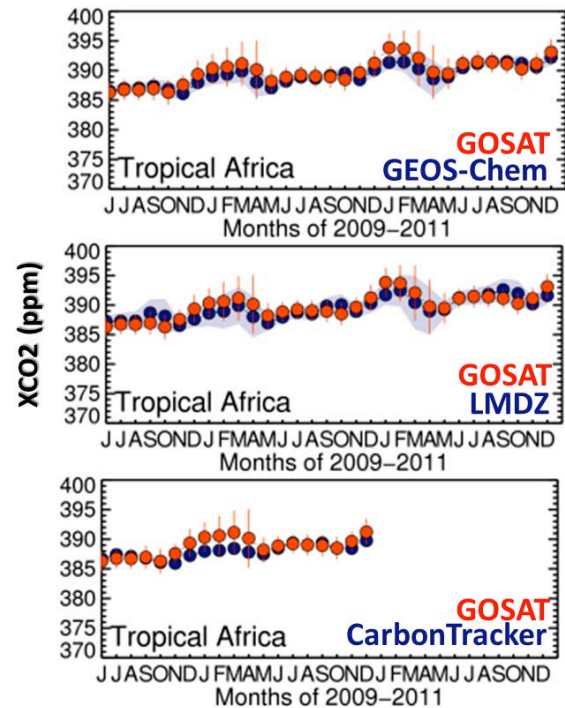 XCO2 (ppm)
400
395
390
385
380
375
370
GOSAT
GEOS-Chem
Tropical Africa
J J A S O N D J F M A M J J A S O N D J F M A M J J A S O N D
Months of 2009–2011
400
395
390
385
380
375
370
GOSAT
LMDZ
Tropical Africa
J J A S O N D J F M A M J J A S O N D J F M A M J J A S O N D
Months of 2009–2011
400
395
390
385
380
375
370
GOSAT
CarbonTracker
Tropical Africa
J J A S O N D J F M A M J J A S O N D J F M A M J J A S O N D
Months of 2009–2011